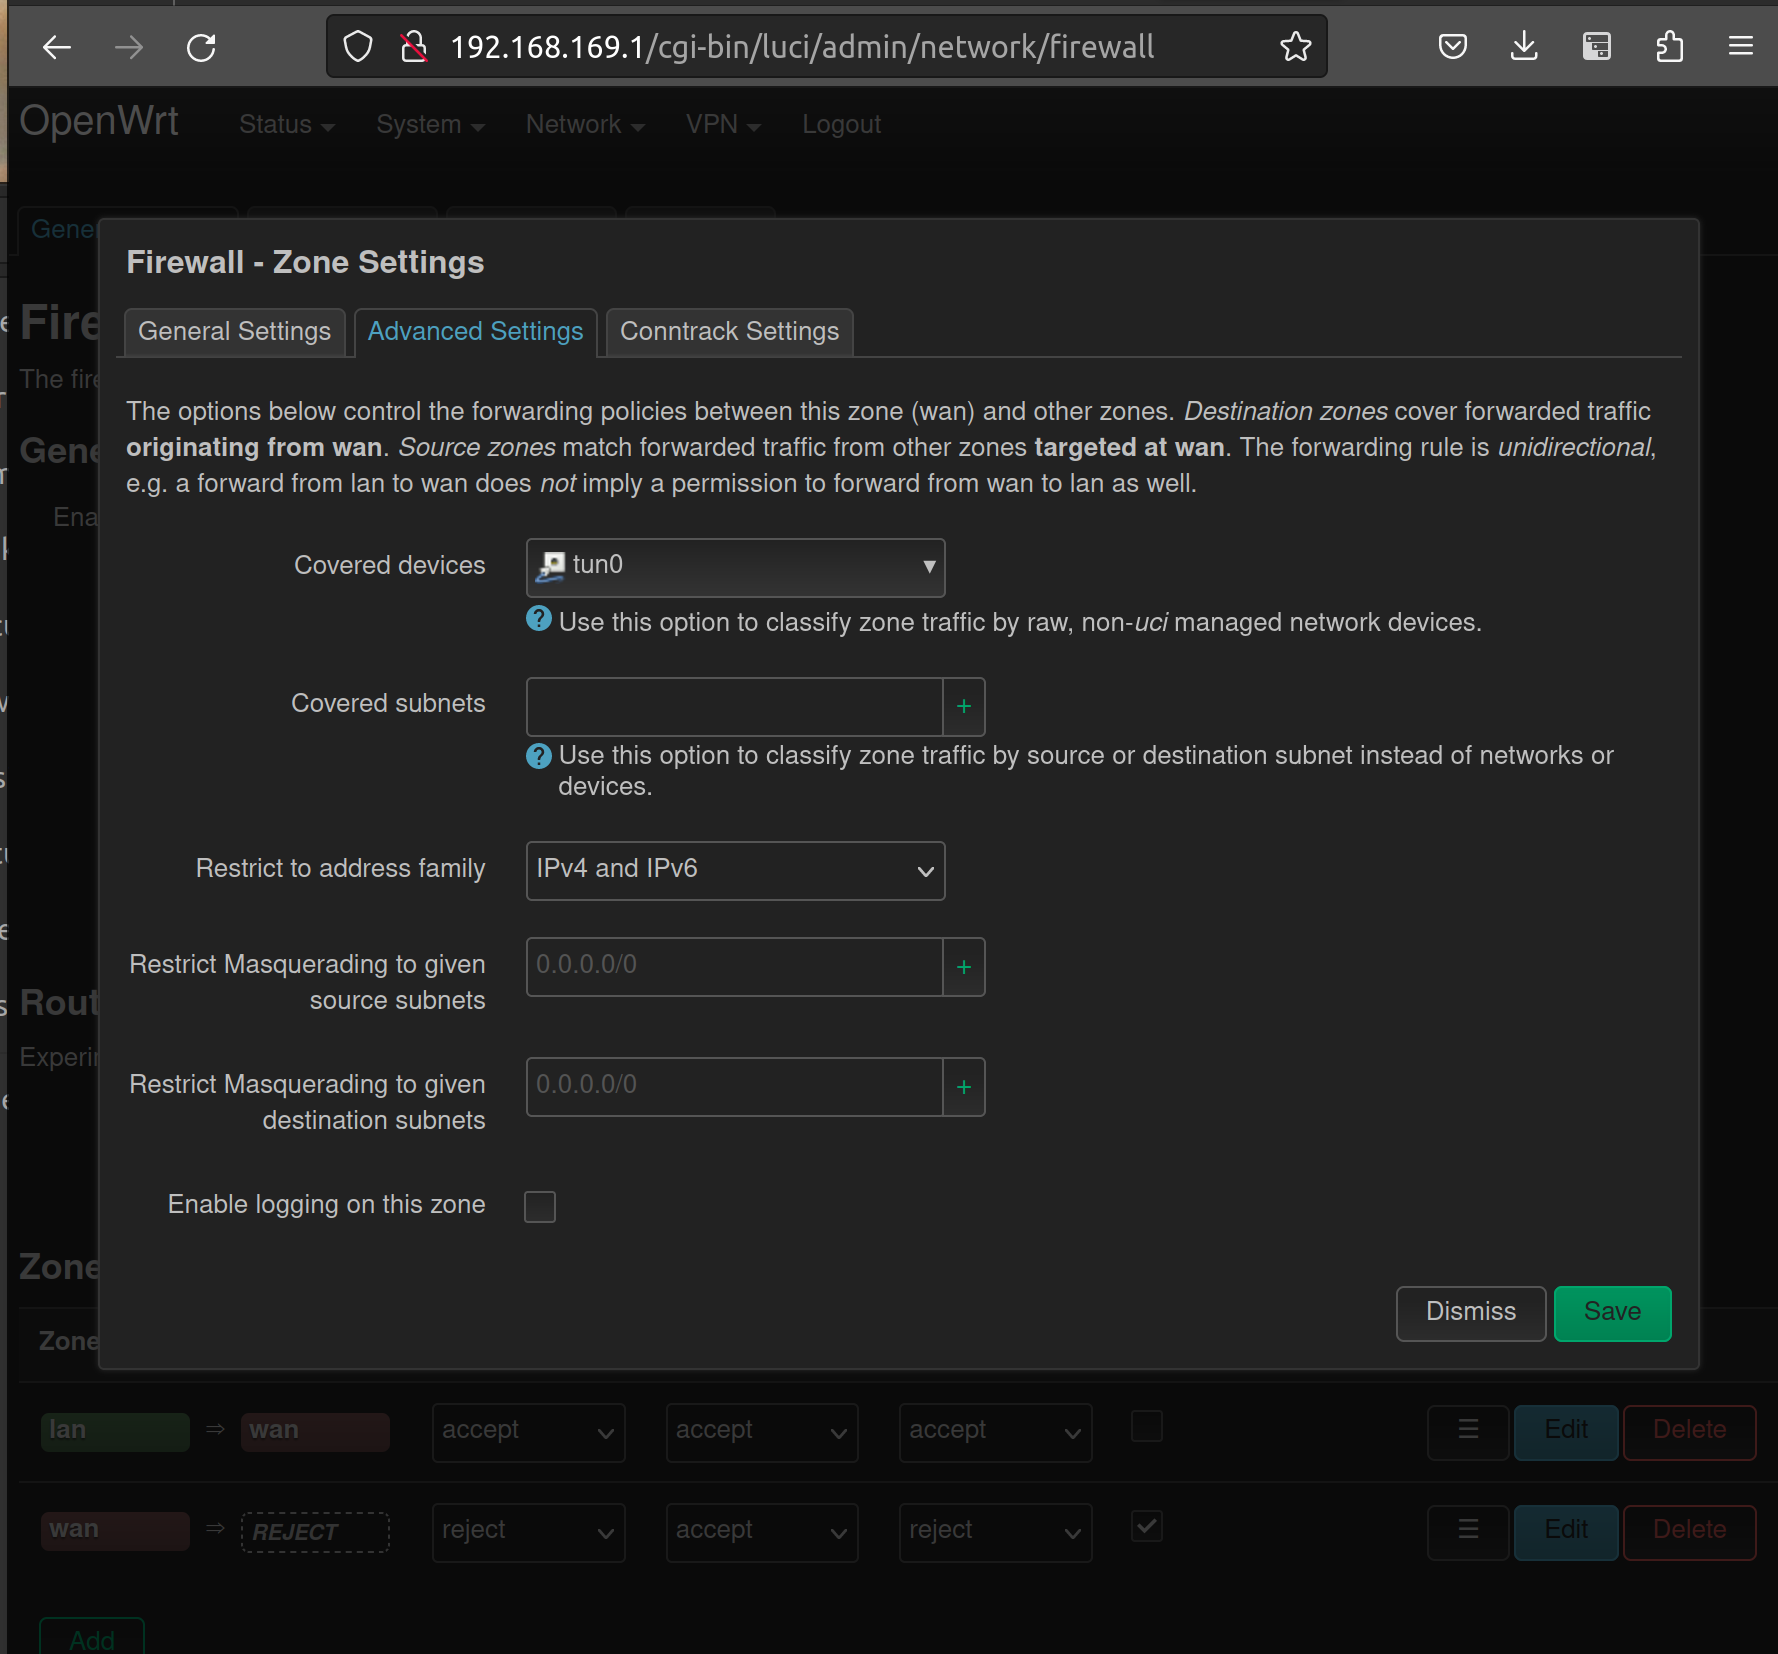 192.168.169.1/cgi-bin/luci/admin/network/firewall
OpenWrt Status System Network VPN Logout
Gene
Firewall - Zone Settings
General Settings Advanced Settings Conntrack Settings
Fire
The fire
The options below control the forwarding policies between this zone (wan) and other zones. Destination zones cover forwarded traffic
originating from wan. Source zones match forwarded traffic from other zones targeted at wan. The forwarding rule is unidirectional,
e.g. a forward from lan to wan does not imply a permission to forward from wan to lan as well.
Gene
Ena
Covered devices tun0 ▾
? Use this option to classify zone traffic by raw, non-uci managed network devices.
Covered subnets +
? Use this option to classify zone traffic by source or destination subnet instead of networks or
devices.
Restrict to address family IPv4 and IPv6
Restrict Masquerading to given 0.0.0.0/0 +
source subnets
Rout
Experim
Restrict Masquerading to given 0.0.0.0/0 +
destination subnets
Enable logging on this zone
Zone
Dismiss Save
Zone
lan ⇒ wan accept accept accept ☰ Edit Delete
wan ⇒ REJECT reject accept reject ☰ Edit Delete
Add